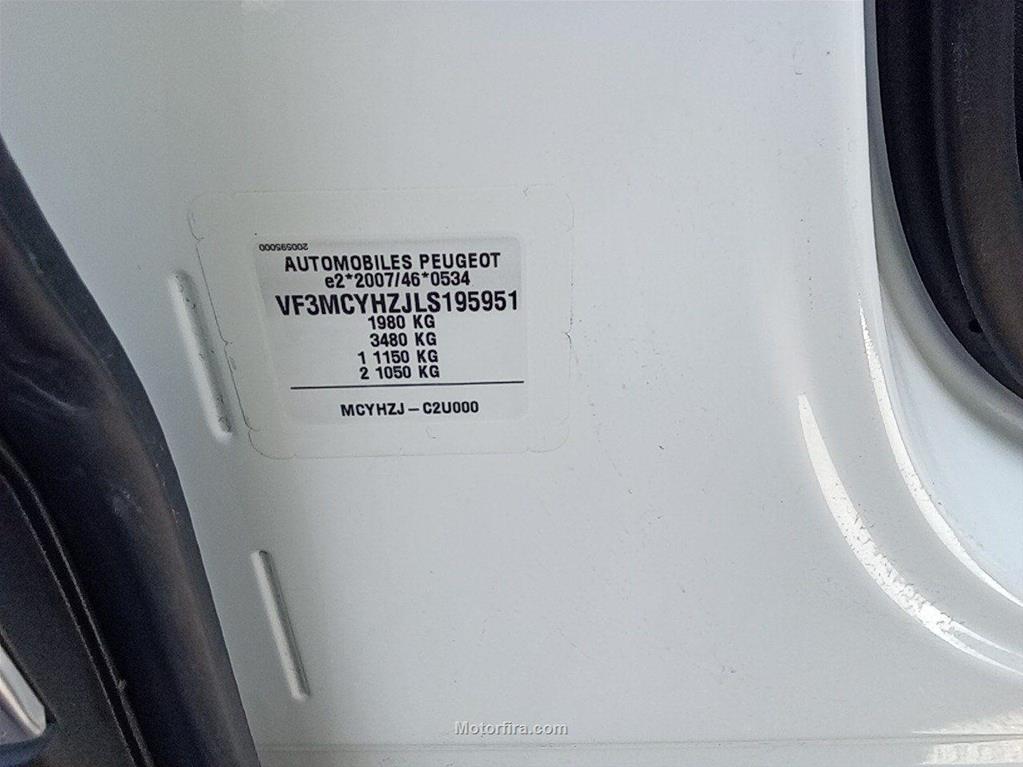 200595000
AUTOMOBILES PEUGEOT
e2*2007/46*0534
VF3MCYHZJLS195951
1980 KG
3480 KG
1 1150 KG
2 1050 KG
MCYHZJ – C2U000
Motorfira.com